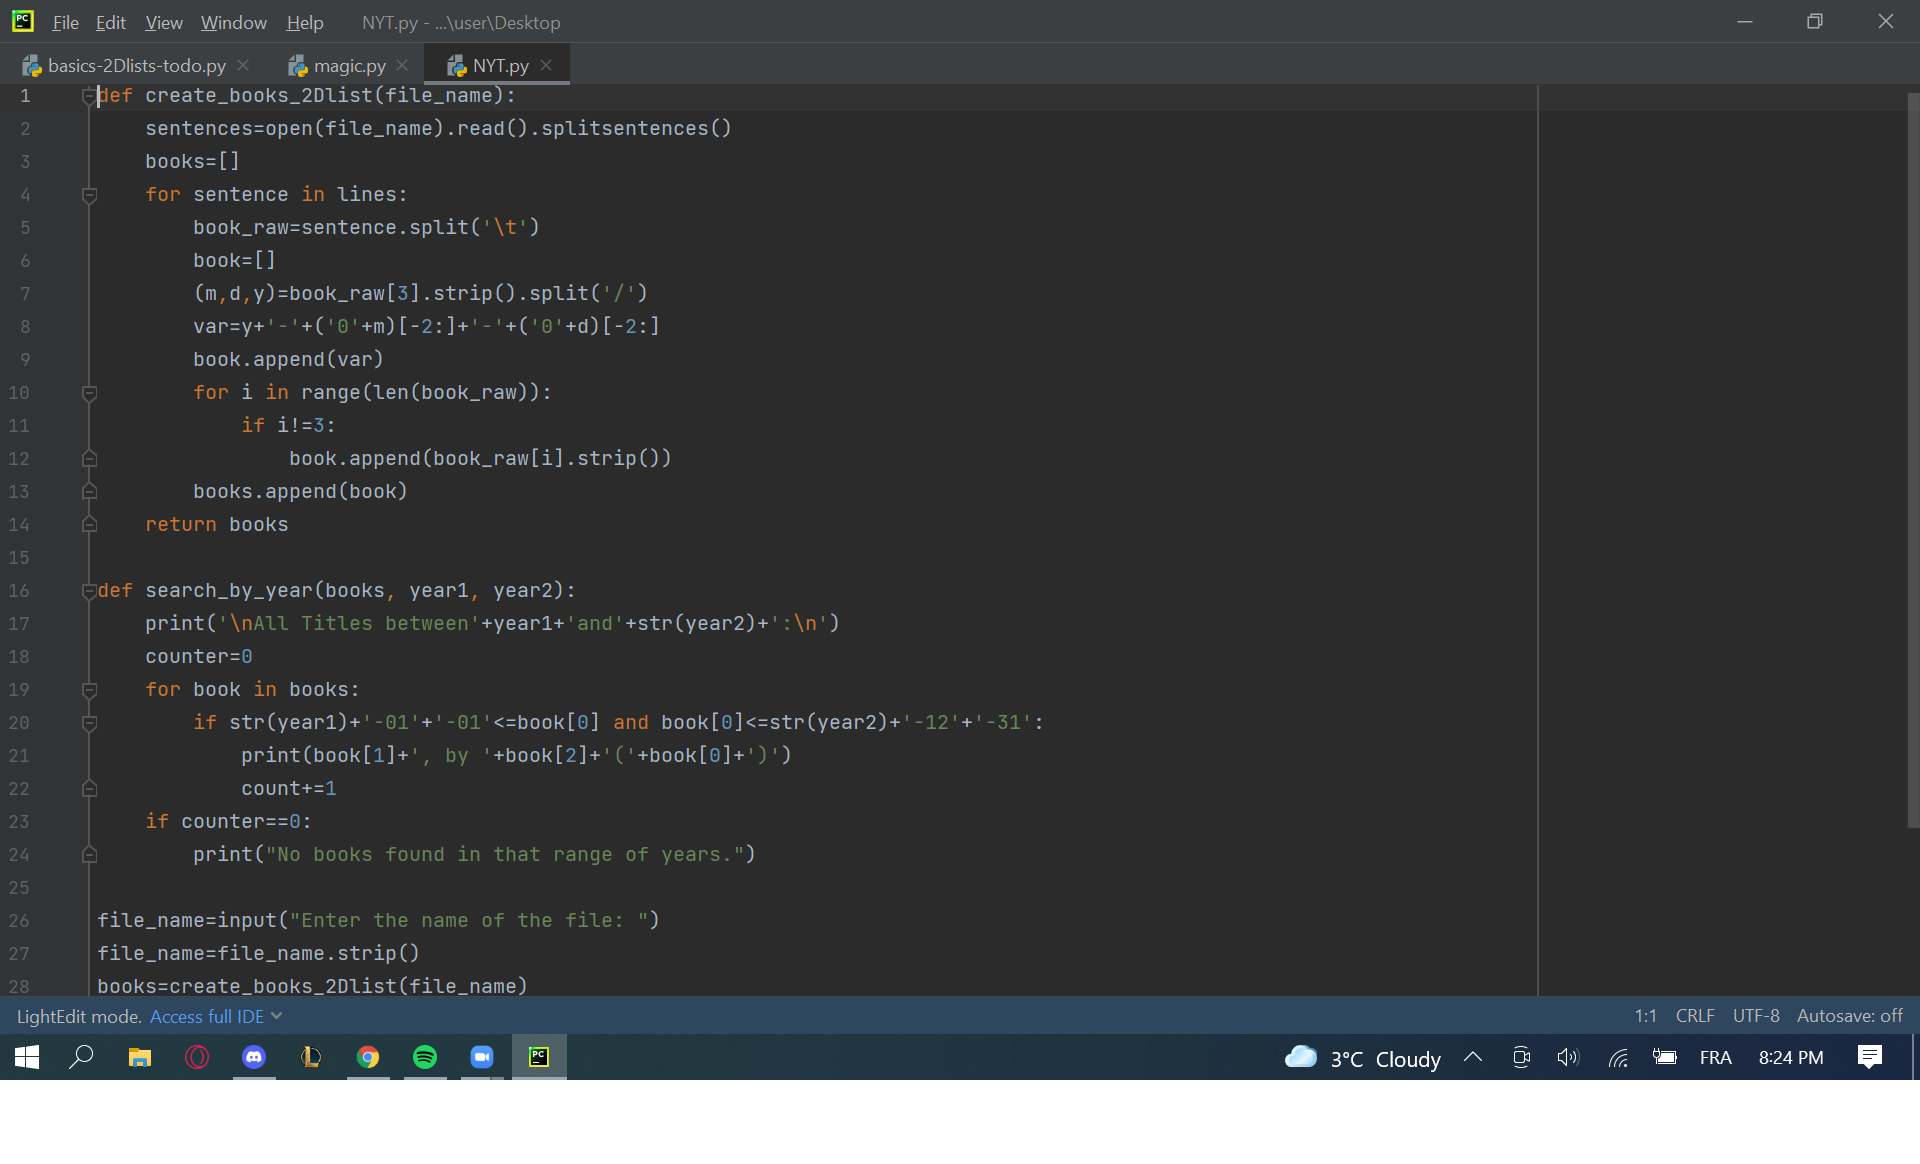 PC File Edit View Window Help NYT.py - ...\user\Desktop
basics-2Dlists-todo.py magic.py NYT.py
1 def create_books_2Dlist(file_name):
2     sentences=open(file_name).read().splitsentences()
3     books=[]
4     for sentence in lines:
5         book_raw=sentence.split('\t')
6         book=[]
7         (m,d,y)=book_raw[3].strip().split('/')
8         var=y+'-'+('0'+m)[-2:]+'-'+('0'+d)[-2:]
9         book.append(var)
10         for i in range(len(book_raw)):
11             if i!=3:
12                 book.append(book_raw[i].strip())
13         books.append(book)
14     return books
15
16 def search_by_year(books, year1, year2):
17     print('\nAll Titles between'+year1+'and'+str(year2)+':\n')
18     counter=0
19     for book in books:
20         if str(year1)+'-01'+'-01'<=book[0] and book[0]<=str(year2)+'-12'+'-31':
21             print(book[1]+', by '+book[2]+'('+book[0]+')')
22             count+=1
23     if counter==0:
24         print("No books found in that range of years.")
25
26 file_name=input("Enter the name of the file: ")
27 file_name=file_name.strip()
28 books=create_books_2Dlist(file_name)
LightEdit mode. Access full IDE 1:1 CRLF UTF-8 Autosave: off
PC 3°C Cloudy FRA 8:24 PM